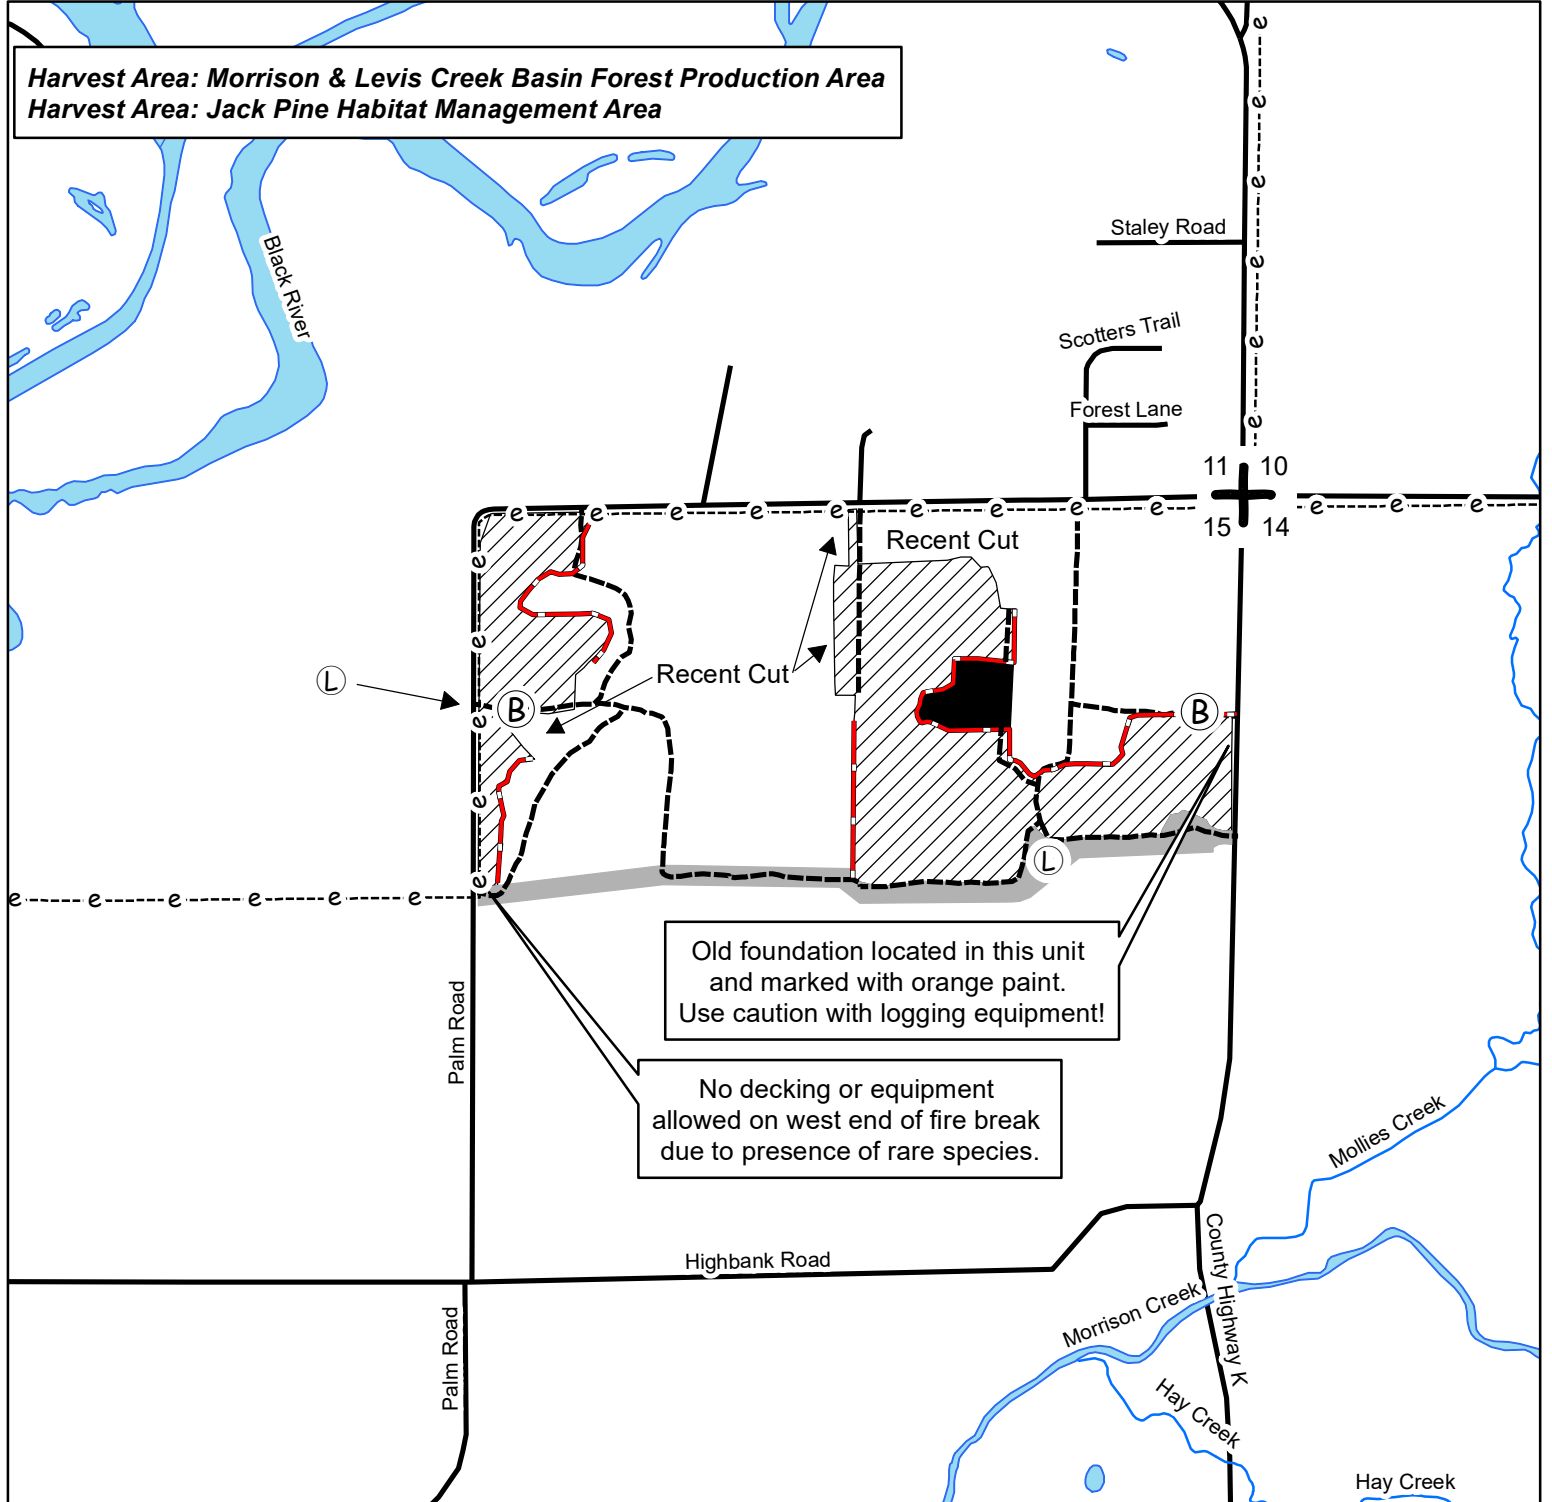 Harvest Area: Morrison & Levis Creek Basin Forest Production Area
Harvest Area: Jack Pine Habitat Management Area
e
e
e
e
e
e
Staley Road
Black River
Scotters Trail
Forest Lane
11 10
15 14
e e e e e e e e e e e e
Recent Cut
e
e
Recent Cut
L
B
B
e
e
L
e
e e e e e e
Old foundation located in this unit
and marked with orange paint.
Use caution with logging equipment!
Palm Road
No decking or equipment
allowed on west end of fire break
due to presence of rare species.
Mollies Creek
Highbank Road
County Highway K
Morrison Creek
Palm Road
Hay Creek
Hay Creek